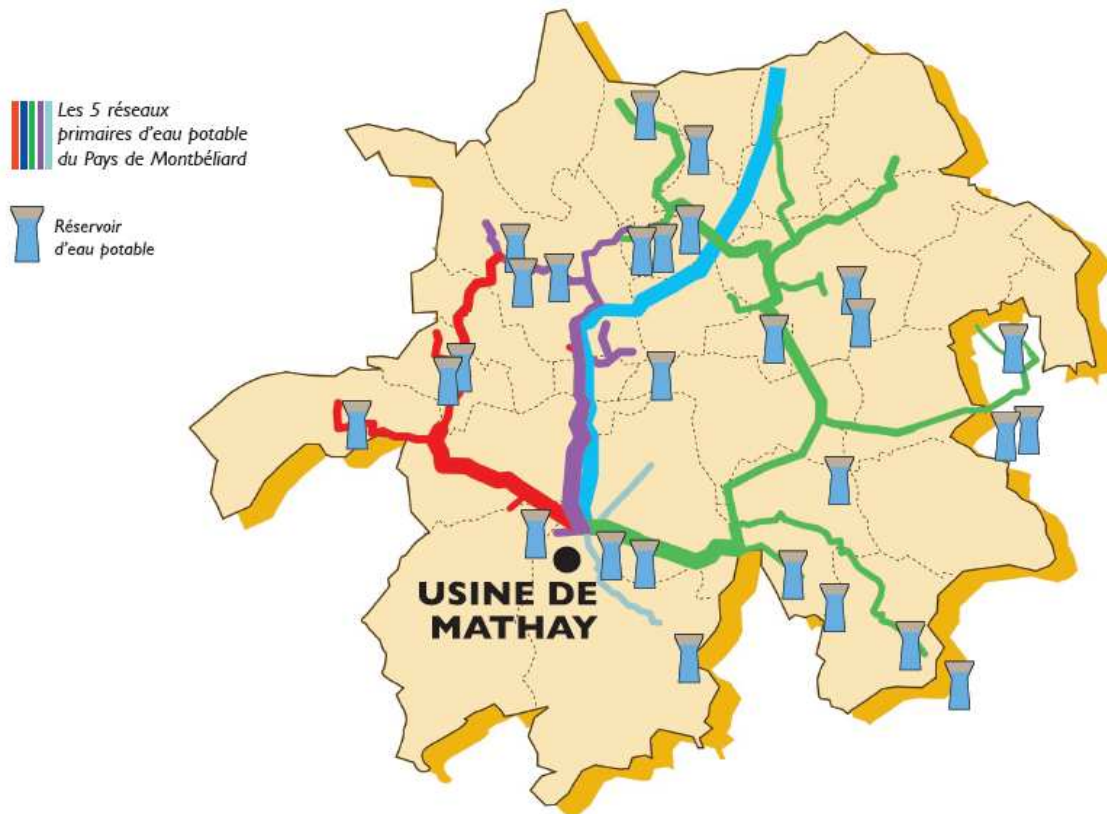 Les 5 réseaux
primaires d'eau potable
du Pays de Montbéliard
Réservoir
d'eau potable
USINE DE
MATHAY